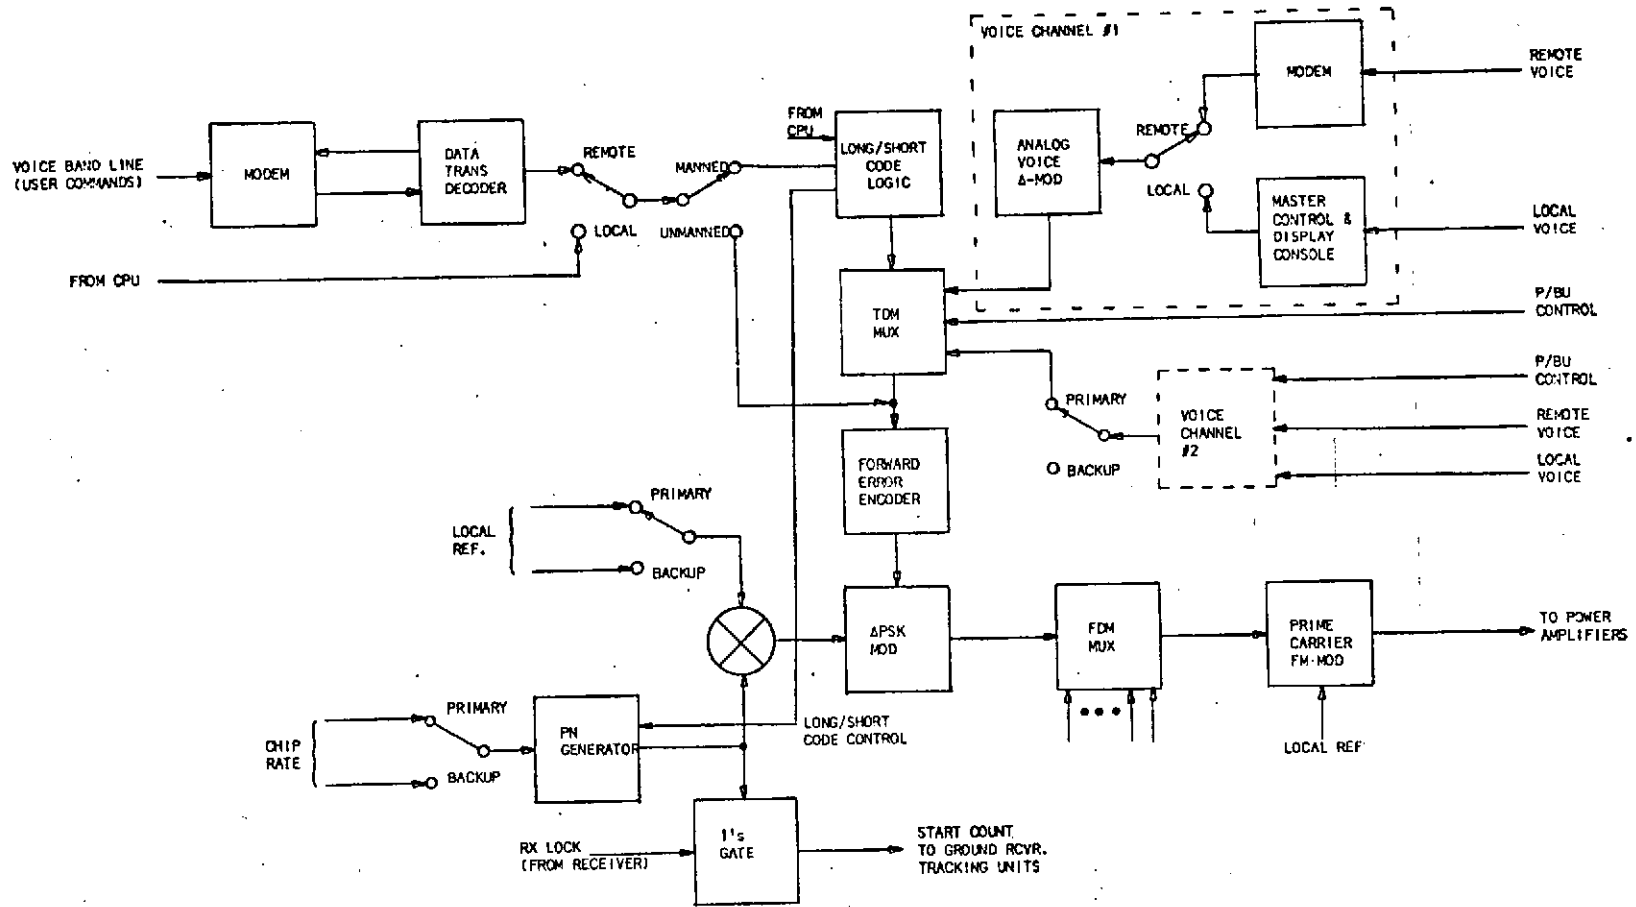 VOICE CHANNEL #1
REMOTE
VOICE
MODEM
FROM
CPU
REMOTE
ANALOG
VOICE
Δ-MOD
LONG/SHORT
CODE
LOGIC
VOICE BAND LINE
(USER COMMANDS)
MODEM
DATA
TRANS
DECODER
REMOTE
MANNED
LOCAL
MASTER
CONTROL &
DISPLAY
CONSOLE
LOCAL
VOICE
LOCAL
UNMANNED
FROM CPU
TDM
MUX
P/BU
CONTROL
P/BU
CONTROL
PRIMARY
VOICE
CHANNEL
#2
REMOTE
VOICE
BACKUP
LOCAL
VOICE
FORWARD
ERROR
ENCODER
PRIMARY
LOCAL
REF.
BACKUP
ΔPSK
MOD
FDM
MUX
PRIME
CARRIER
FM-MOD
TO POWER
AMPLIFIERS
PRIMARY
CHIP
RATE
BACKUP
PN
GENERATOR
LONG/SHORT
CODE CONTROL
LOCAL REF
1's
GATE
RX LOCK
(FROM RECEIVER)
START COUNT
TO GROUND RCVR.
TRACKING UNITS